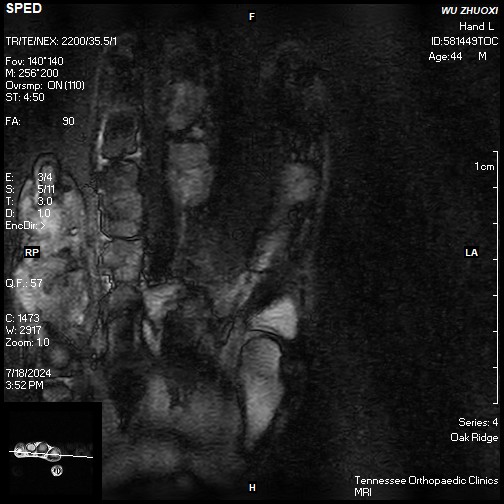 SPED
WU ZHUOXI
F
Hand L
TR/TE/NEX: 2200/35.5/1
ID:581449TOC
Age:44 M
Fov: 140*140
M: 256*200
Ovrsmp: ON (110)
ST: 4:50
FA: 90
1cm
E: 3/4
S: 5/11
T: 3.0
D: 1.0
EncDir: >
RP
LA
Q.F.: 57
C: 1473
W: 2917
Zoom: 1.0
7/18/2024
3:52 PM
Series: 4
Oak Ridge
H
Tennessee Orthopaedic Clinics
MRI